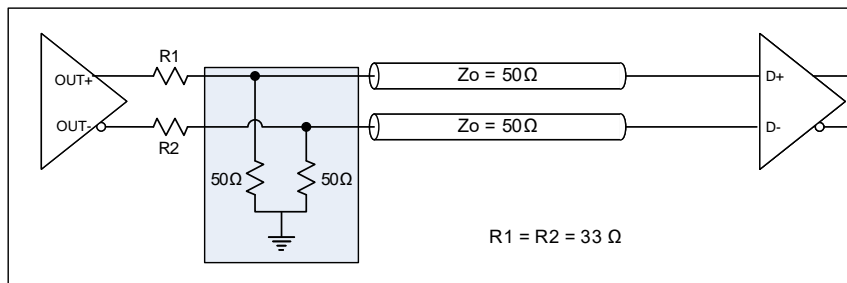 R1
OUT+
Zo = 50Ω
D+
OUT-
Zo = 50Ω
D-
R2
50Ω
50Ω
R1 = R2 = 33 Ω